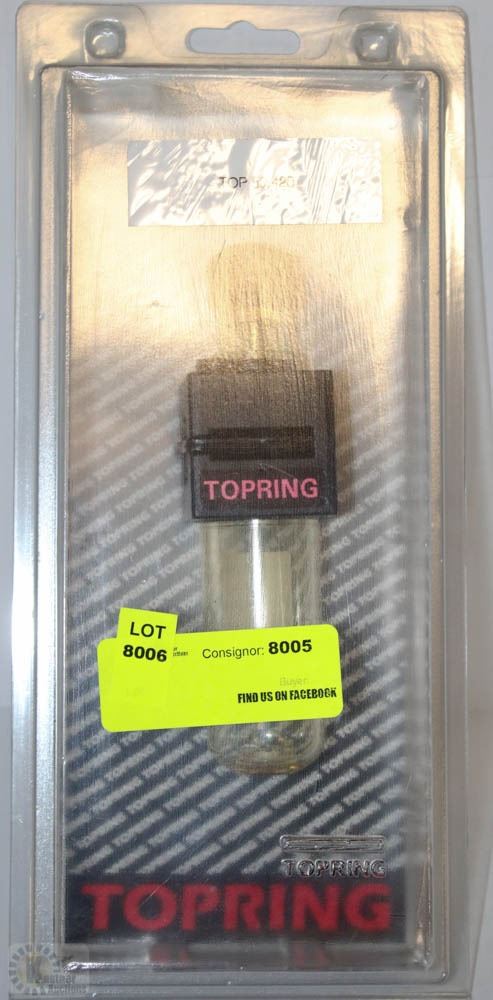 TOPRING
LOT
8006
Consignor: 8005
Buyer:
FIND US ON FACEBOOK
TOPRING
TOPRING